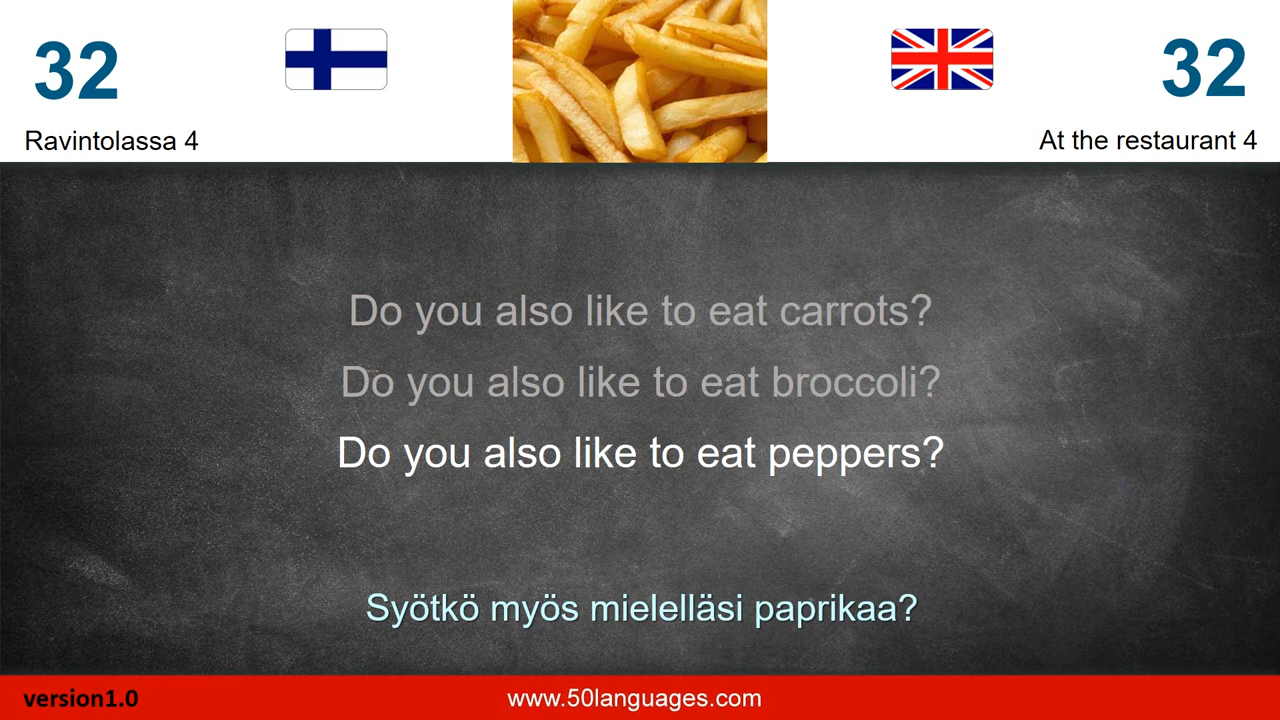 32
32
Ravintolassa 4
At the restaurant 4
Do you also like to eat carrots?
Do you also like to eat broccoli?
Do you also like to eat peppers?
Syötkö myös mielelläsi paprikaa?
version1.0
www.50languages.com